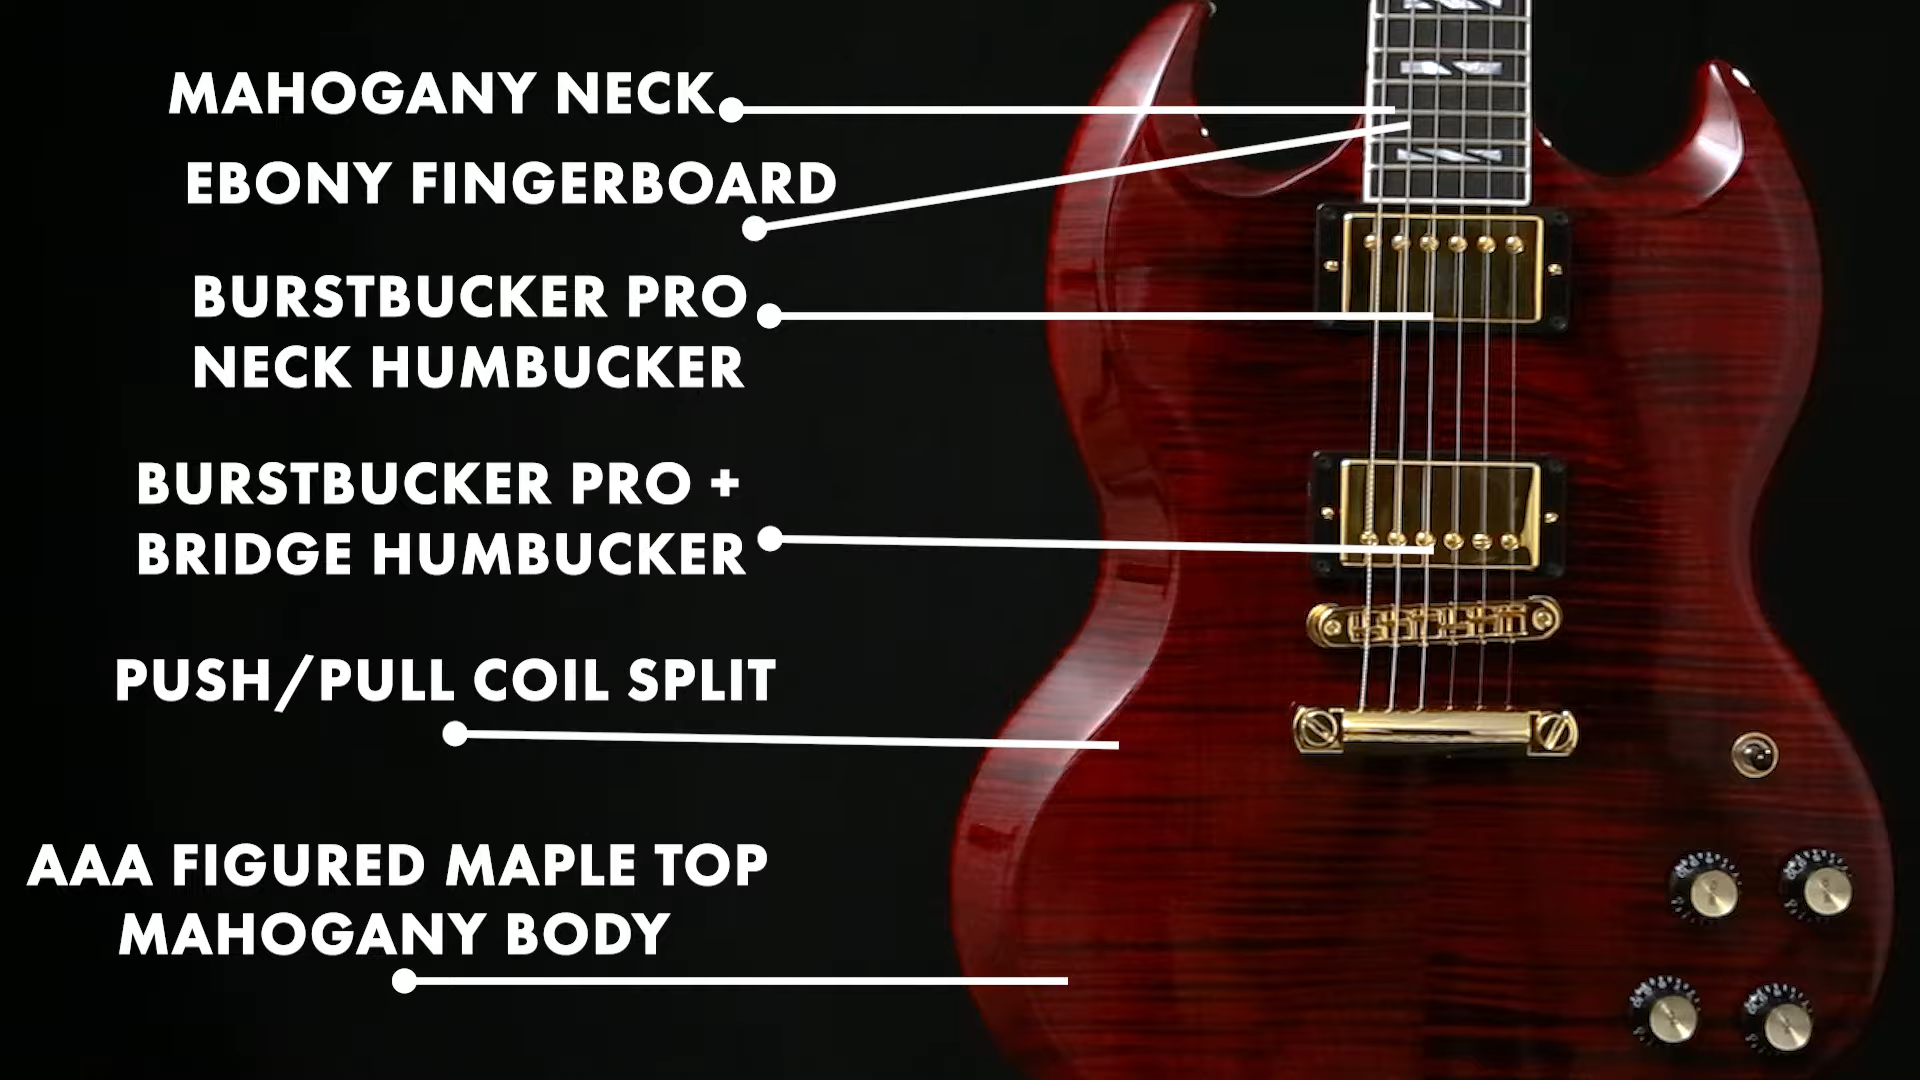 MAHOGANY NECK
EBONY FINGERBOARD
BURSTBUCKER PRO
NECK HUMBUCKER
BURSTBUCKER PRO +
BRIDGE HUMBUCKER
PUSH/PULL COIL SPLIT
AAA FIGURED MAPLE TOP
MAHOGANY BODY